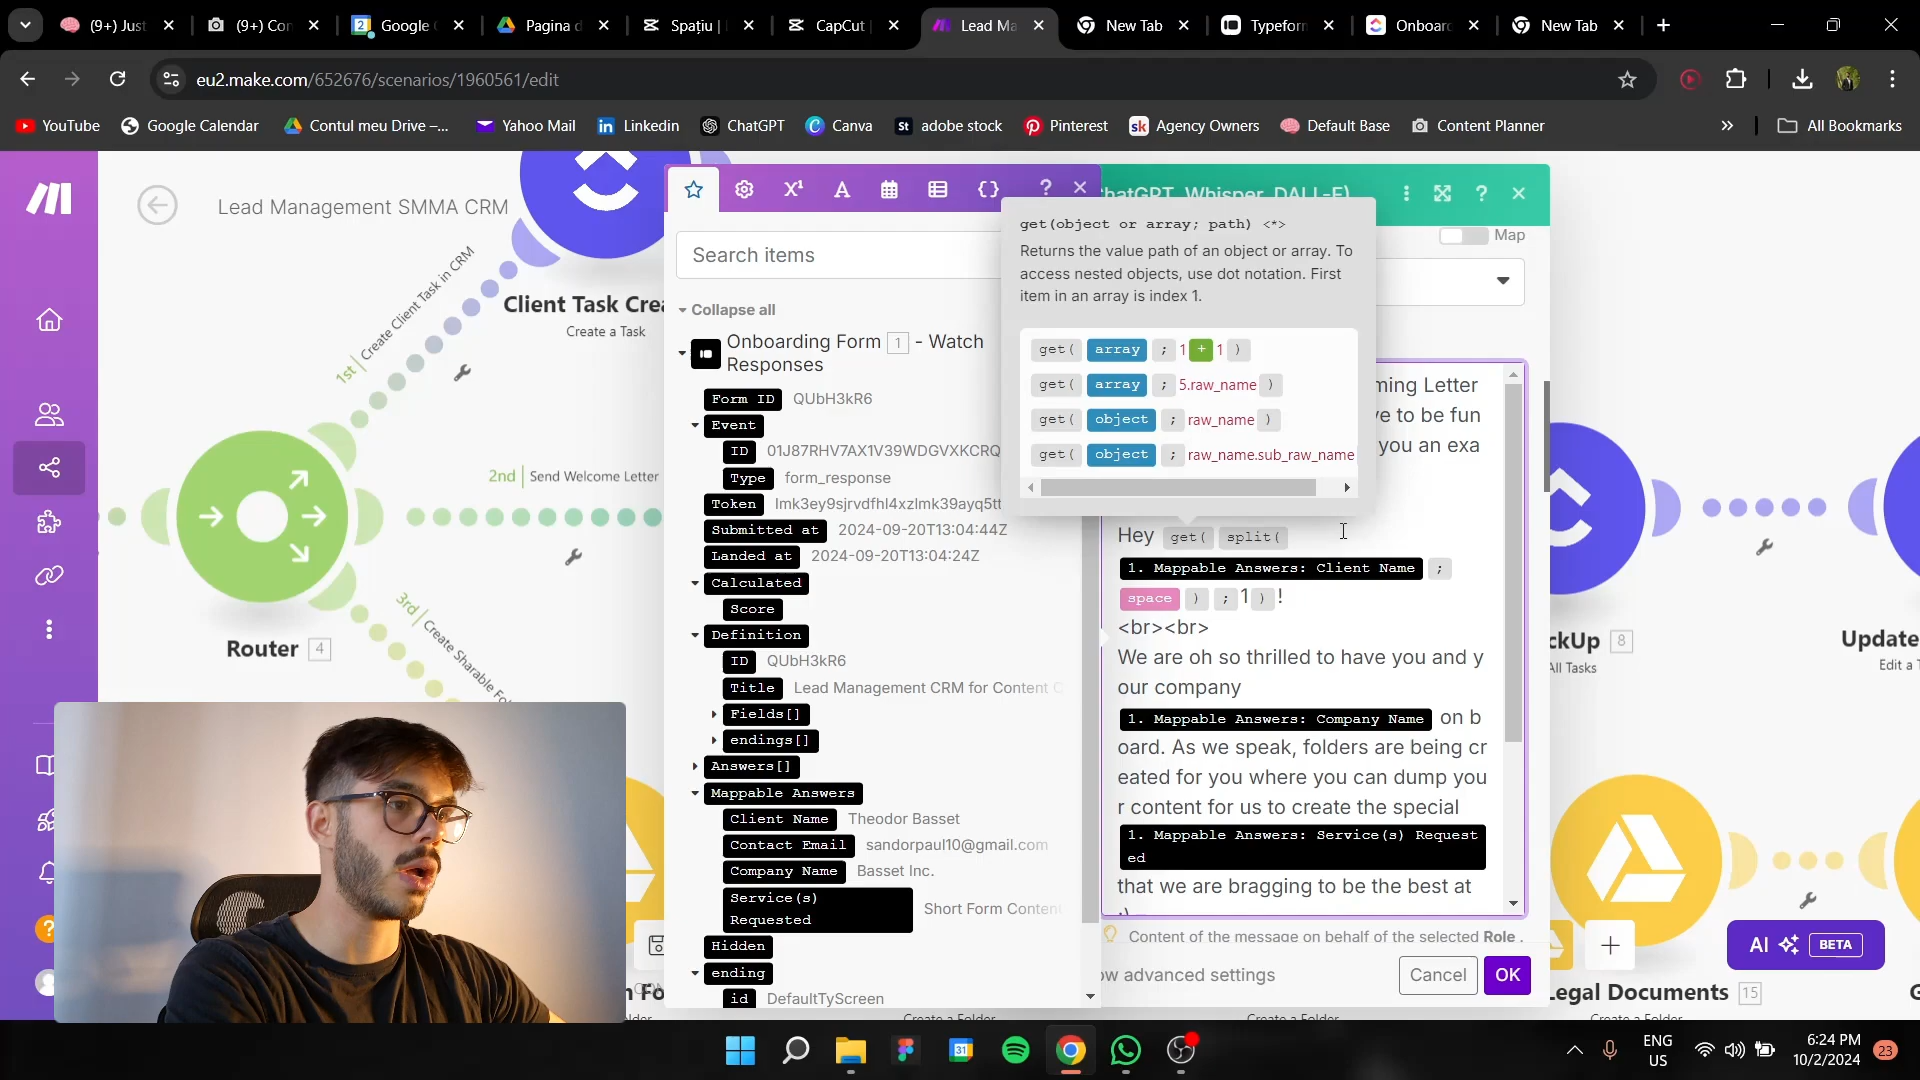 (9+) Just
(9+) Con
Google C
Pagina d
Spațiu |
CapCut |
Lead Ma
New Tab
Typeform
Onboard
New Tab
eu2.make.com/652676/scenarios/1960561/edit
YouTube
Google Calendar
Contul meu Drive –...
Yahoo Mail
Linkedin
ChatGPT
Canva
adobe stock
Pinterest
Agency Owners
Default Base
Content Planner
All Bookmarks
Lead Management SMMA CRM
1st | Create Client Task in CRM
Client Task Crea
Create a Task
2nd | Send Welcome Letter
3rd | Create Sharable Fo
Router 4
Search items
Collapse all
Onboarding Form 1 - Watch
Responses
Form ID QUbH3kR6
Event
ID 01J87RHV7AX1V39WDGVXKCRQ
Type form_response
Token lmk3ey9sjrvdfhl4xzlmk39ayq5tt
Submitted at 2024-09-20T13:04:44Z
Landed at 2024-09-20T13:04:24Z
Calculated
Score
Definition
ID QUbH3kR6
Title Lead Management CRM for Content C
Fields[]
endings[]
Answers[]
Mappable Answers
Client Name Theodor Basset
Contact Email sandorpaul10@gmail.com
Company Name Basset Inc.
Service(s)
Requested Short Form Conten
Hidden
ending
id DefaultTyScreen
hatGPT, Whisper, DALL-E)
Map
get(object or array; path) <*>
Returns the value path of an object or array. To
access nested objects, use dot notation. First
item in an array is index 1.
get( array ; 1 + 1 )
get( array ; 5.raw_name )
get( object ; raw_name )
get( object ; raw_name.sub_raw_name
ming Letter
e to be fun
you an exa
Hey get( split(
1. Mappable Answers: Client Name ;
space ) ; 1 ) !
<br><br>
We are oh so thrilled to have you and y
our company
1. Mappable Answers: Company Name on b
oard. As we speak, folders are being cr
eated for you where you can dump you
r content for us to create the special
1. Mappable Answers: Service(s) Request
ed
that we are bragging to be the best at
Content of the message on behalf of the selected Role .
ow advanced settings
Cancel
OK
ckUp 8
All Tasks
Update
Edit a T
AI BETA
Legal Documents 15
Create a Folder
Create a Folder
Create a Folder
ENG
US
6:24 PM
10/2/2024
23